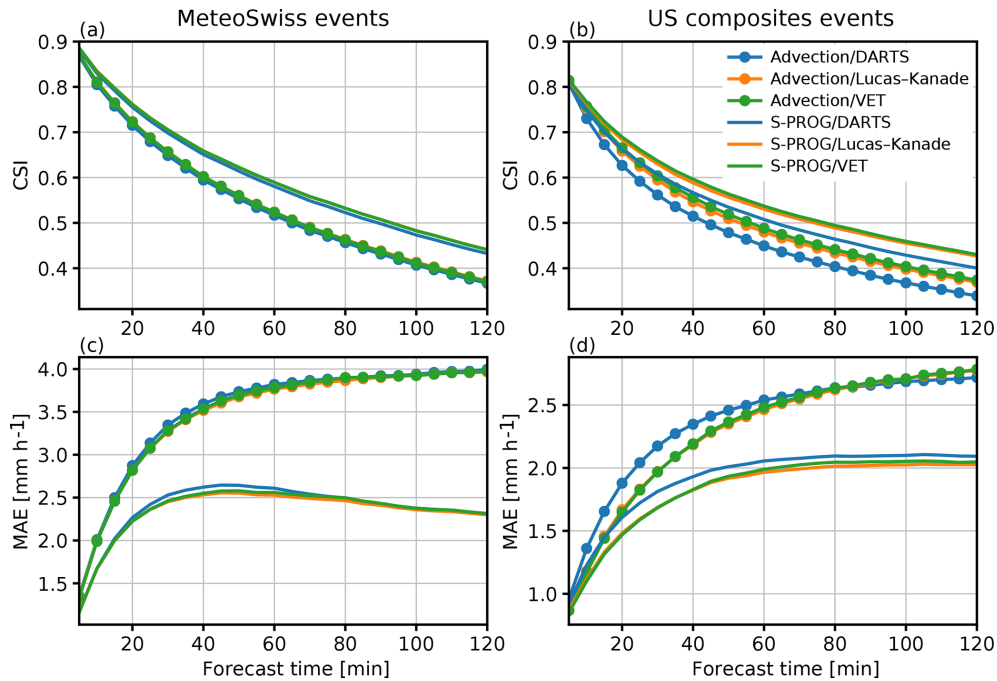 MeteoSwiss events
US composites events
(a)
(b)
CSI
0.9
0.8
0.7
0.6
0.5
0.4
20 40 60 80 100 120
CSI
0.9
0.8
0.7
0.6
0.5
0.4
20 40 60 80 100 120
Advection/DARTS
Advection/Lucas–Kanade
Advection/VET
S-PROG/DARTS
S-PROG/Lucas–Kanade
S-PROG/VET
(c)
(d)
MAE [mm h-1]
4.0
3.5
3.0
2.5
2.0
1.5
20 40 60 80 100 120
Forecast time [min]
MAE [mm h-1]
2.5
2.0
1.5
1.0
20 40 60 80 100 120
Forecast time [min]